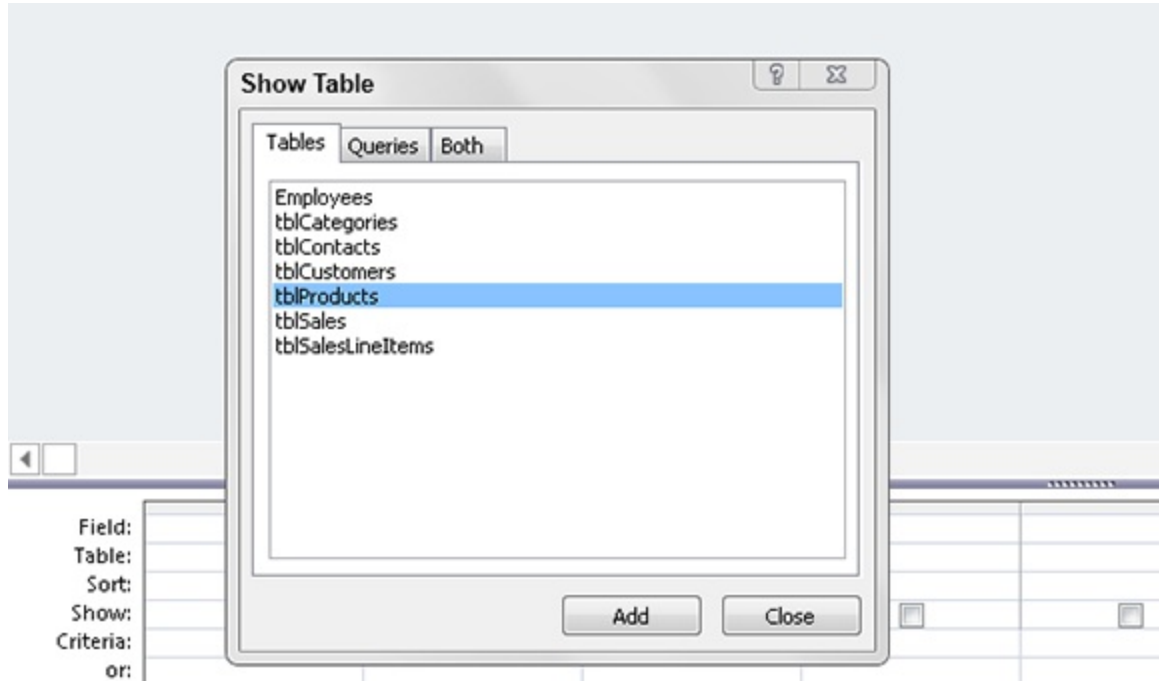 Show Table
Tables Queries Both
Employees
tblCategories
tblContacts
tblCustomers
tblProducts
tblSales
tblSalesLineItems
Add Close
Field:
Table:
Sort:
Show:
Criteria:
or: